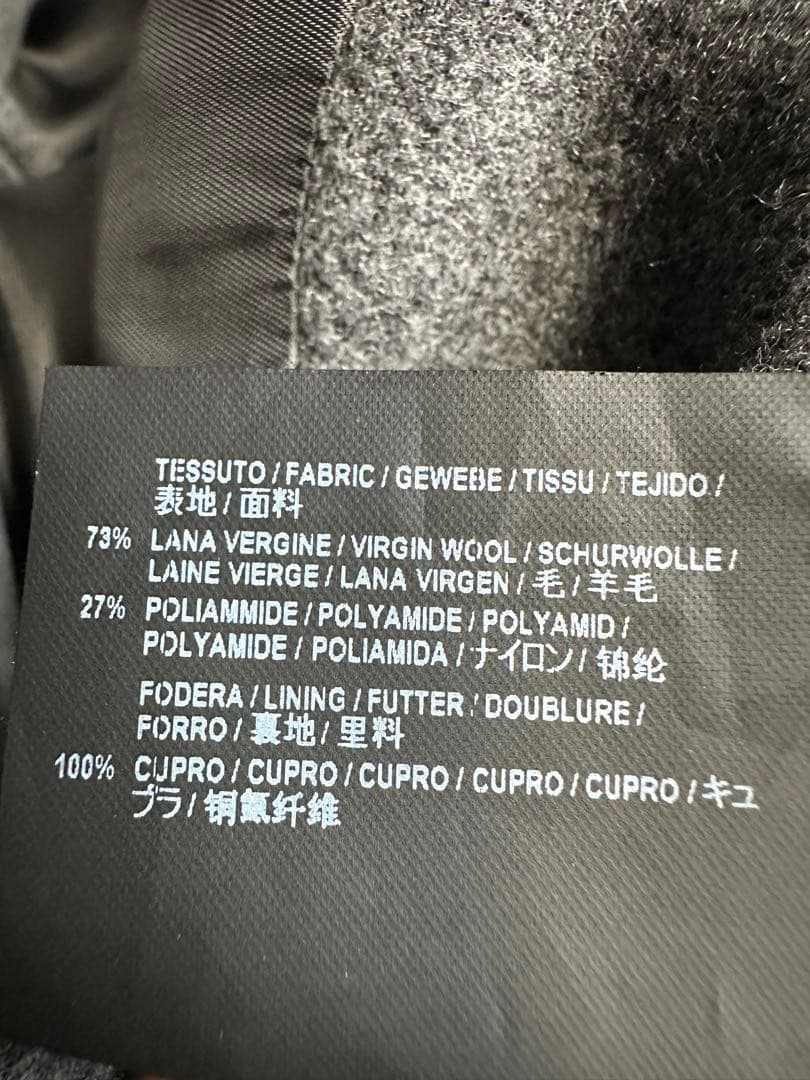 TESSUTO / FABRIC / GEWEBE / TISSU / TEJIDO /
表地 / 面料
73% LANA VERGINE / VIRGIN WOOL / SCHURWOLLE /
LAINE VIERGE / LANA VIRGEN / 毛 / 羊毛
27% POLIAMMIDE / POLYAMIDE / POLYAMID /
POLYAMIDE / POLIAMIDA / ナイロン / 锦纶
FODERA / LINING / FUTTER / DOUBLURE /
FORRO / 裏地 / 里料
100% CUPRO / CUPRO / CUPRO / CUPRO / CUPRO / キュ
プラ / 铜氨纤维